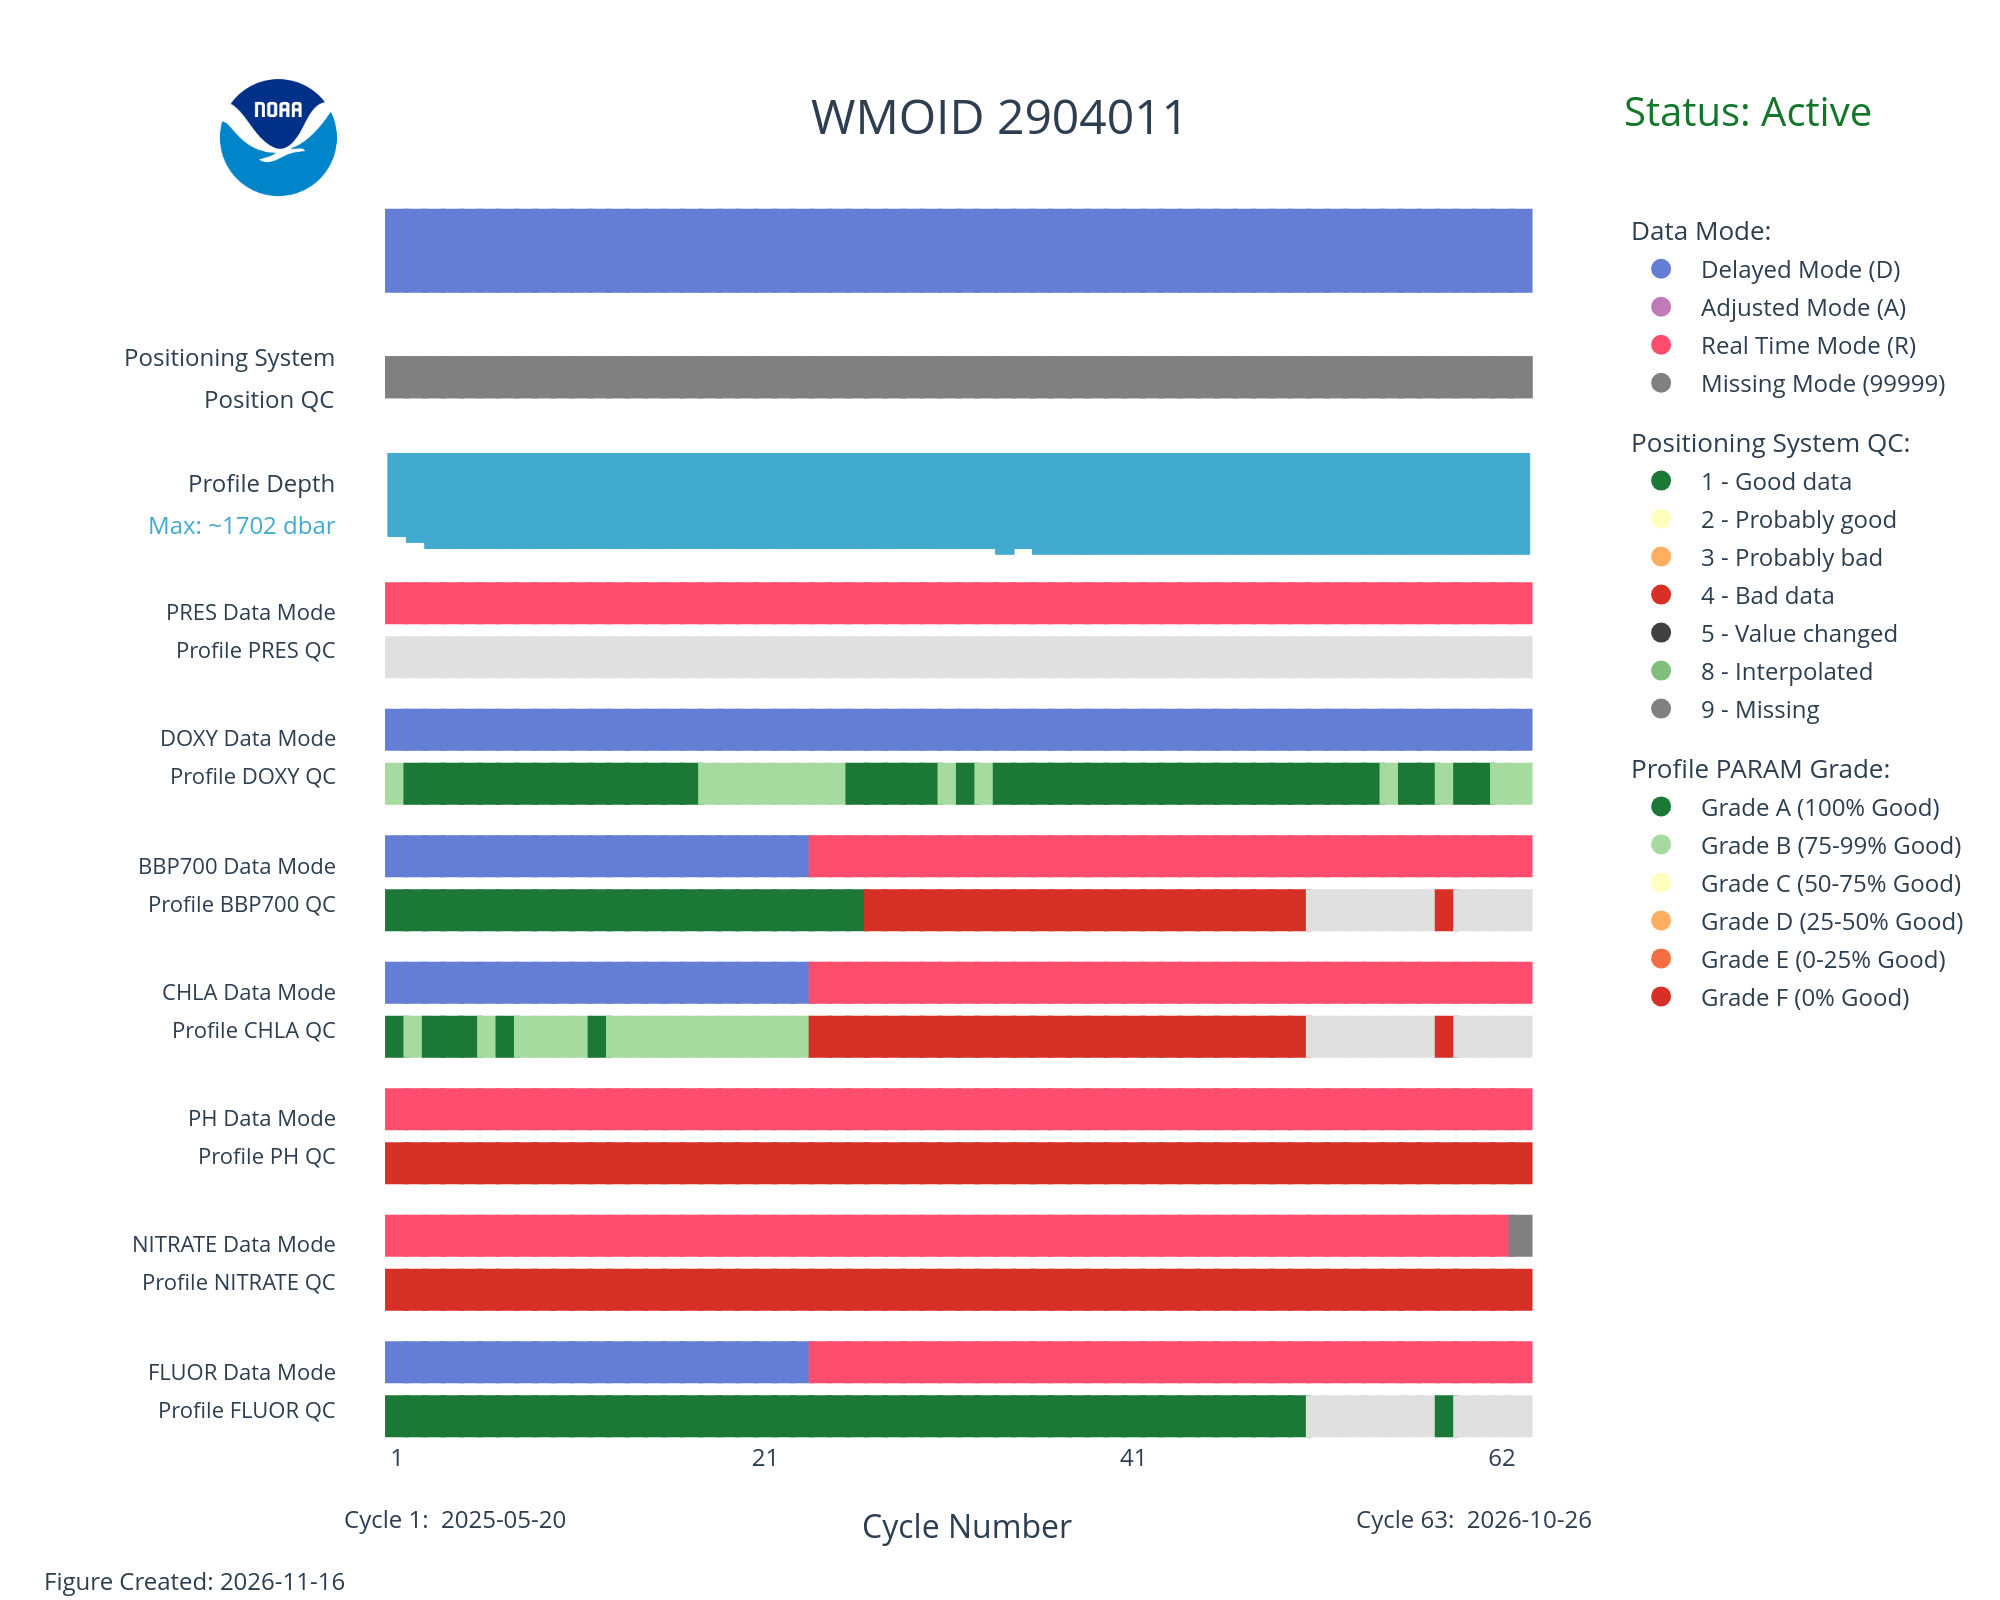 NOAA
WMOID 2904011
Status: Active
Data Mode:
Delayed Mode (D)
Adjusted Mode (A)
Real Time Mode (R)
Missing Mode (99999)
Positioning System
Position QC
Positioning System QC:
1 - Good data
2 - Probably good
3 - Probably bad
4 - Bad data
5 - Value changed
8 - Interpolated
9 - Missing
Profile Depth
Max: ~1702 dbar
PRES Data Mode
Profile PRES QC
DOXY Data Mode
Profile DOXY QC
Profile PARAM Grade:
Grade A (100% Good)
Grade B (75-99% Good)
Grade C (50-75% Good)
Grade D (25-50% Good)
Grade E (0-25% Good)
Grade F (0% Good)
BBP700 Data Mode
Profile BBP700 QC
CHLA Data Mode
Profile CHLA QC
PH Data Mode
Profile PH QC
NITRATE Data Mode
Profile NITRATE QC
FLUOR Data Mode
Profile FLUOR QC
1 21 41 62
Cycle 1: 2025-05-20
Cycle Number
Cycle 63: 2026-10-26
Figure Created: 2026-11-16